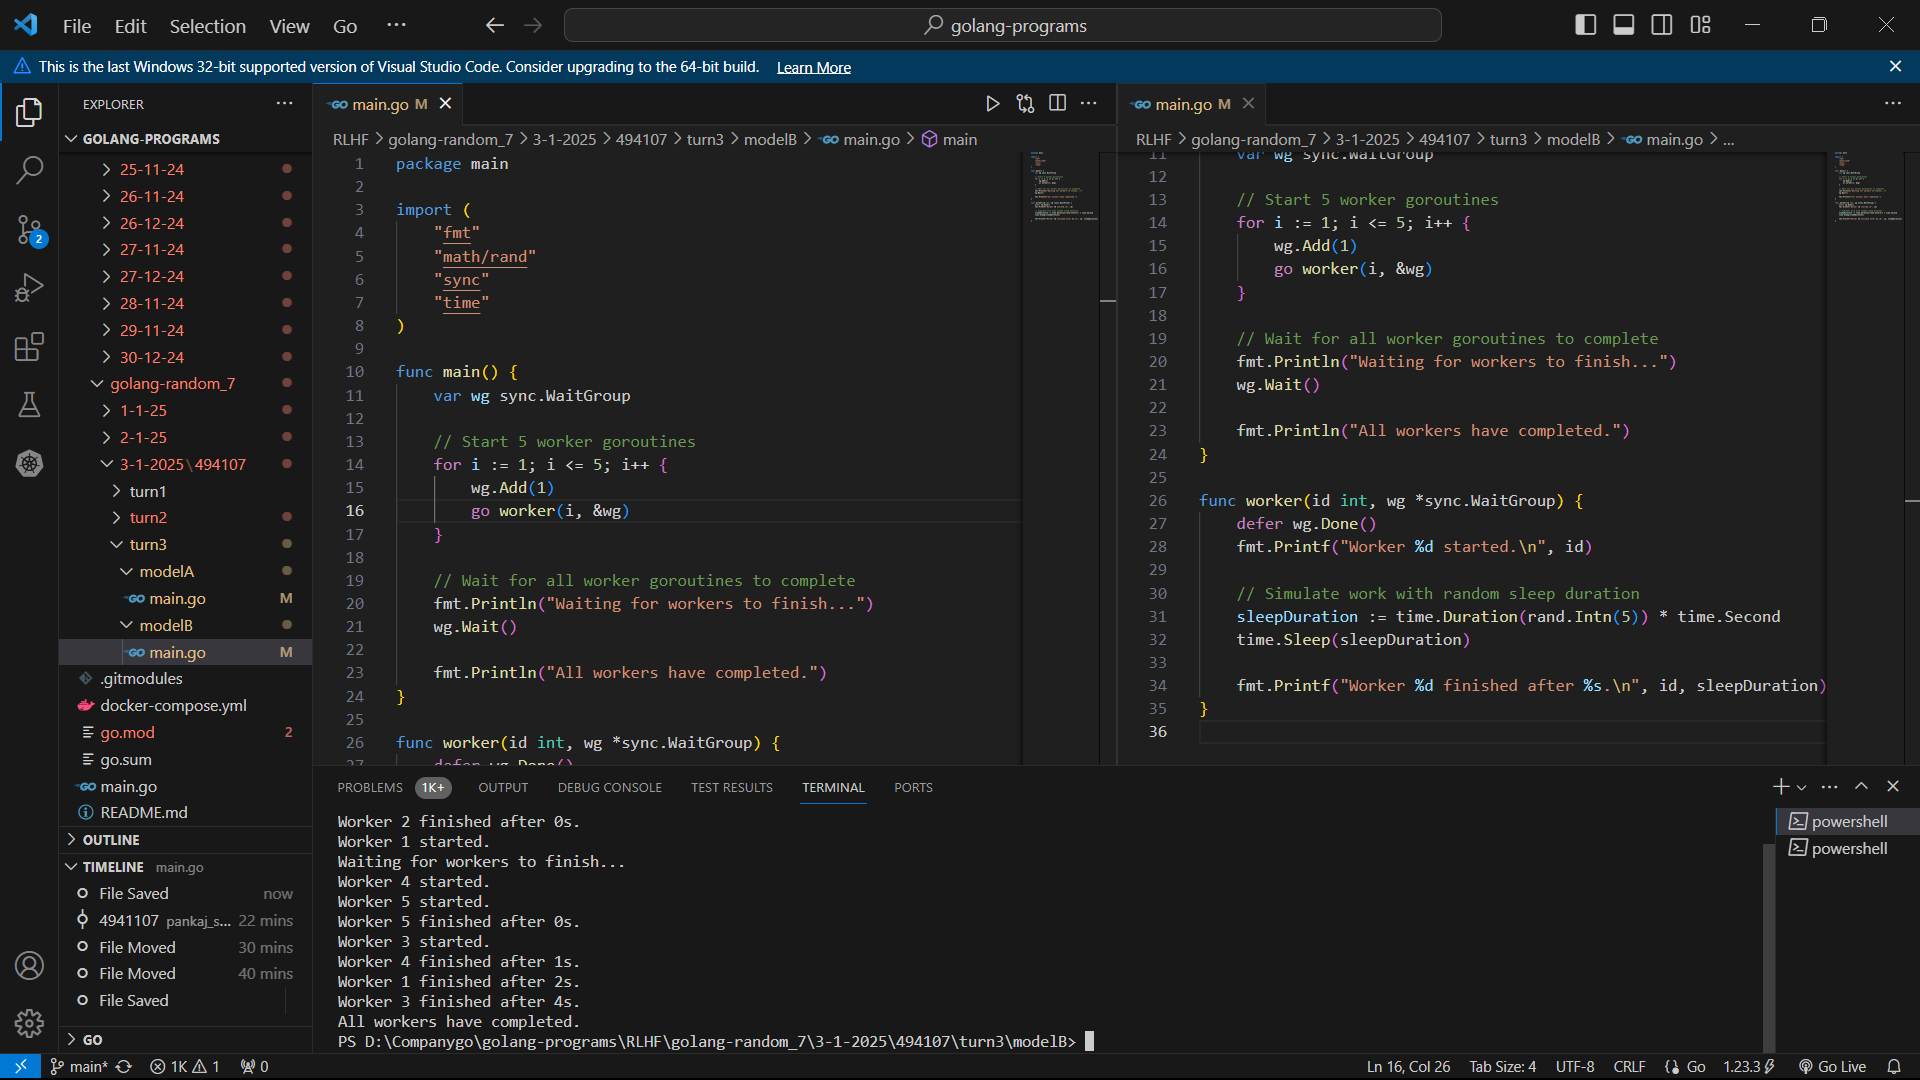 File Edit Selection View Go ···
golang-programs
This is the last Windows 32-bit supported version of Visual Studio Code. Consider upgrading to the 64-bit build. Learn More
EXPLORER
GOLANG-PROGRAMS
25-11-24
26-11-24
26-12-24
27-11-24
27-12-24
28-11-24
29-11-24
30-12-24
golang-random_7
1-1-25
2-1-25
3-1-2025\494107
turn1
turn2
turn3
modelA
main.go M
modelB
main.go M
.gitmodules
docker-compose.yml
go.mod 2
go.sum
main.go
README.md
OUTLINE
TIMELINE main.go
File Saved now
4941107 pankaj_s... 22 mins
File Moved 30 mins
File Moved 40 mins
File Saved
GO
main.go M
RLHF > golang-random_7 > 3-1-2025 > 494107 > turn3 > modelB > main.go > main
1 package main
2
3 import (
4 "fmt"
5 "math/rand"
6 "sync"
7 "time"
8 )
9
10 func main() {
11 var wg sync.WaitGroup
12
13 // Start 5 worker goroutines
14 for i := 1; i <= 5; i++ {
15 wg.Add(1)
16 go worker(i, &wg)
17 }
18
19 // Wait for all worker goroutines to complete
20 fmt.Println("Waiting for workers to finish...")
21 wg.Wait()
22
23 fmt.Println("All workers have completed.")
24 }
25
26 func worker(id int, wg *sync.WaitGroup) {
27 defer wg.Done()
main.go M
RLHF > golang-random_7 > 3-1-2025 > 494107 > turn3 > modelB > main.go > ...
11 var wg sync.WaitGroup
12
13 // Start 5 worker goroutines
14 for i := 1; i <= 5; i++ {
15 wg.Add(1)
16 go worker(i, &wg)
17 }
18
19 // Wait for all worker goroutines to complete
20 fmt.Println("Waiting for workers to finish...")
21 wg.Wait()
22
23 fmt.Println("All workers have completed.")
24 }
25
26 func worker(id int, wg *sync.WaitGroup) {
27 defer wg.Done()
28 fmt.Printf("Worker %d started.\n", id)
29
30 // Simulate work with random sleep duration
31 sleepDuration := time.Duration(rand.Intn(5)) * time.Second
32 time.Sleep(sleepDuration)
33
34 fmt.Printf("Worker %d finished after %s.\n", id, sleepDuration)
35 }
36
PROBLEMS 1K+ OUTPUT DEBUG CONSOLE TEST RESULTS TERMINAL PORTS
Worker 2 finished after 0s.
Worker 1 started.
Waiting for workers to finish...
Worker 4 started.
Worker 5 started.
Worker 5 finished after 0s.
Worker 3 started.
Worker 4 finished after 1s.
Worker 1 finished after 2s.
Worker 3 finished after 4s.
All workers have completed.
PS D:\Companygo\golang-programs\RLHF\golang-random_7\3-1-2025\494107\turn3\modelB>
powershell
powershell
2
main* 1K 1 0 Ln 16, Col 26 Tab Size: 4 UTF-8 CRLF Go 1.23.3 Go Live